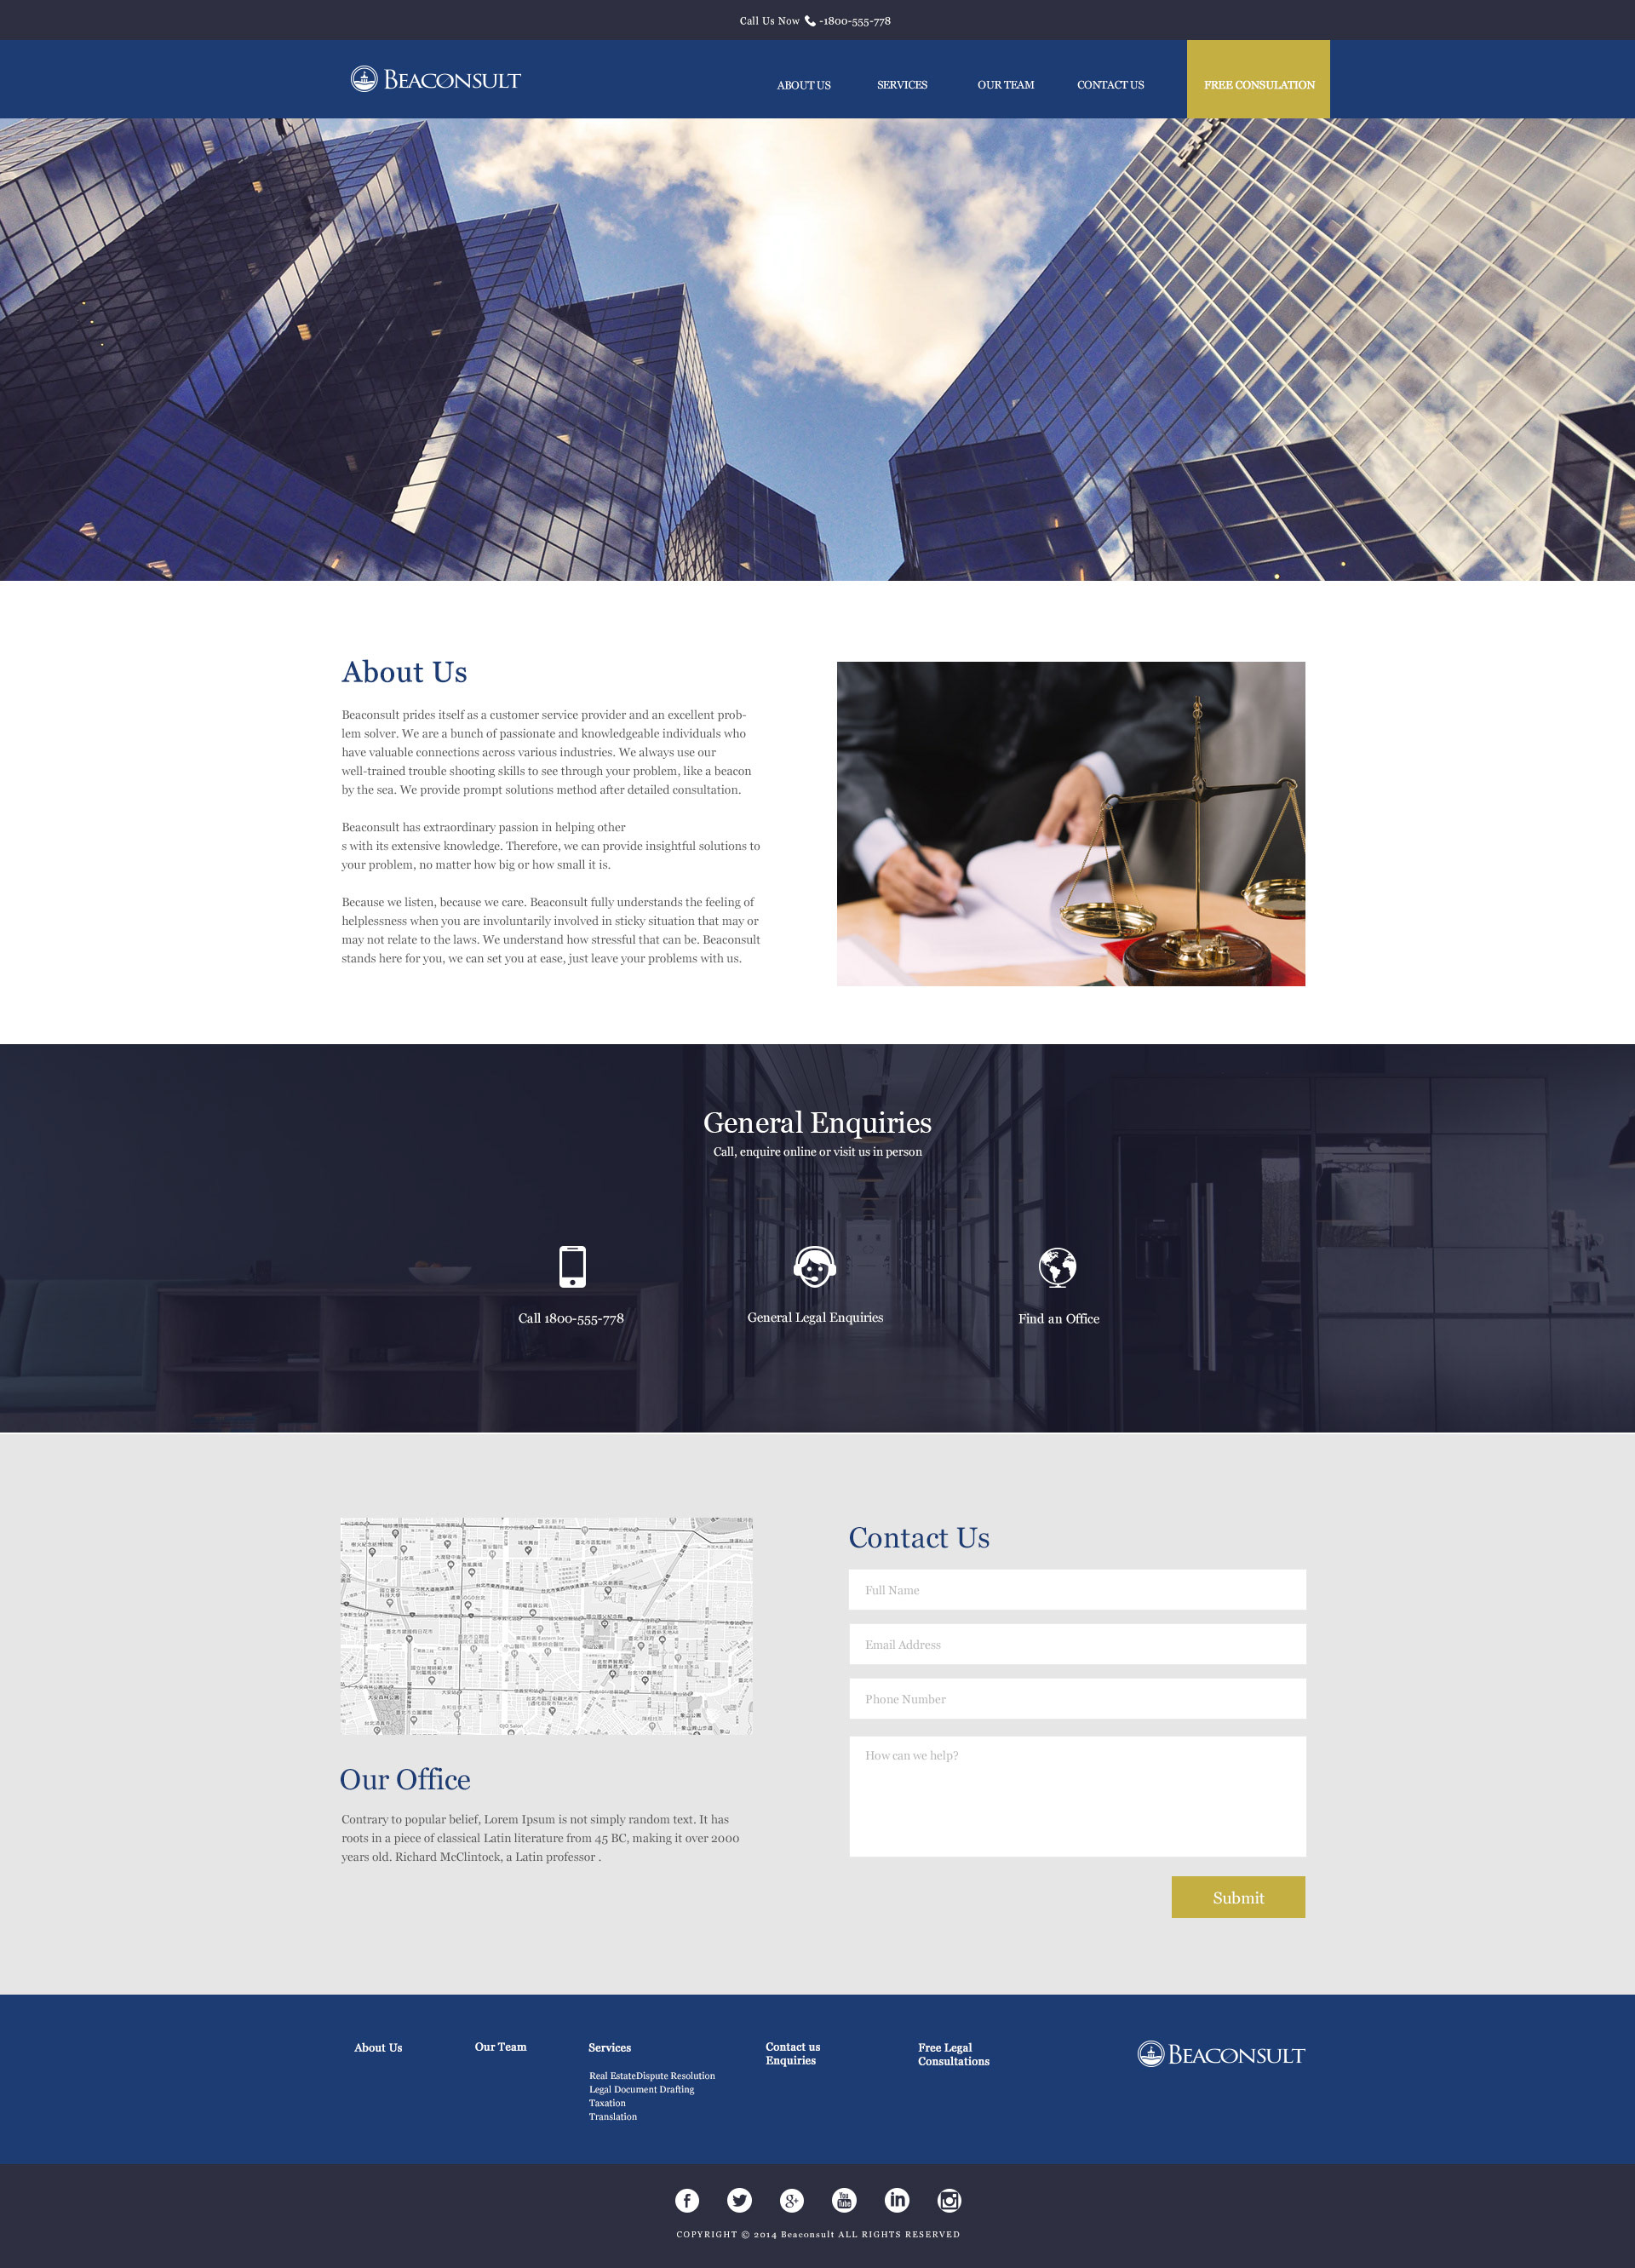 Call Us Now -1800-555-778
BEACONSULT
ABOUT US
SERVICES
OUR TEAM
CONTACT US
FREE CONSULATION
About Us
Beaconsult prides itself as a customer service provider and an excellent prob-
lem solver. We are a bunch of passionate and knowledgeable individuals who
have valuable connections across various industries. We always use our
well-trained trouble shooting skills to see through your problem, like a beacon
by the sea. We provide prompt solutions method after detailed consultation.
Beaconsult has extraordinary passion in helping other
s with its extensive knowledge. Therefore, we can provide insightful solutions to
your problem, no matter how big or how small it is.
Because we listen, because we care. Beaconsult fully understands the feeling of
helplessness when you are involuntarily involved in sticky situation that may or
may not relate to the laws. We understand how stressful that can be. Beaconsult
stands here for you, we can set you at ease, just leave your problems with us.
General Enquiries
Call, enquire online or visit us in person
Call 1800-555-778
General Legal Enquiries
Find an Office
Our Office
Contrary to popular belief, Lorem Ipsum is not simply random text. It has
roots in a piece of classical Latin literature from 45 BC, making it over 2000
years old. Richard McClintock, a Latin professor .
Contact Us
Full Name
Email Address
Phone Number
How can we help?
Submit
About Us
Our Team
Services
Real EstateDispute Resolution
Legal Document Drafting
Taxation
Translation
Contact us
Enquiries
Free Legal
Consultations
BEACONSULT
You
Tube
in
COPYRIGHT © 2014 Beaconsult ALL RIGHTS RESERVED